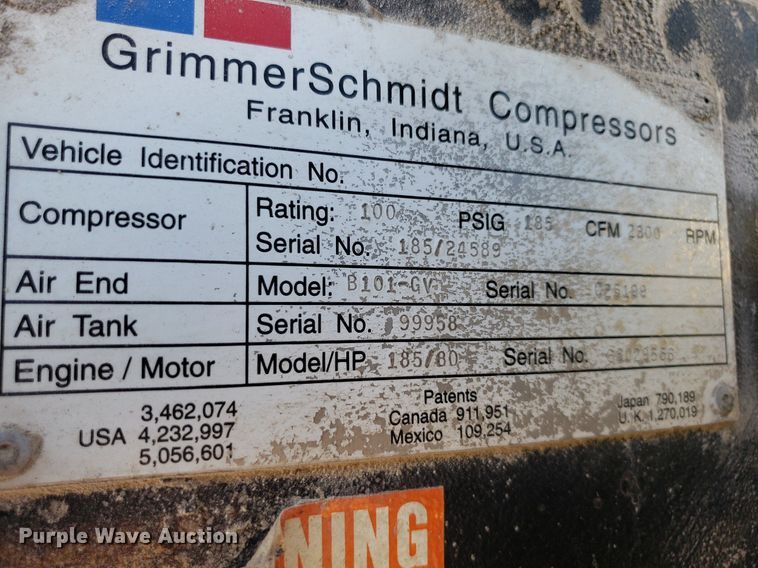 GrimmerSchmidt Compressors
Franklin, Indiana, U.S.A.
Vehicle Identification No.
Compressor
Rating: 100 PSIG 185 CFM 2300 RPM
Serial No. 185/24589
Air End
Model: B101-GV Serial No.
Air Tank
Serial No. 99958
Engine / Motor
Model/HP 185/80 Serial No.
Patents
USA
3,462,074
4,232,997
5,056,601
Canada 911,951
Mexico 109,254
Japan 790,189
U.K. 1,270,019
NING
Purple Wave Auction